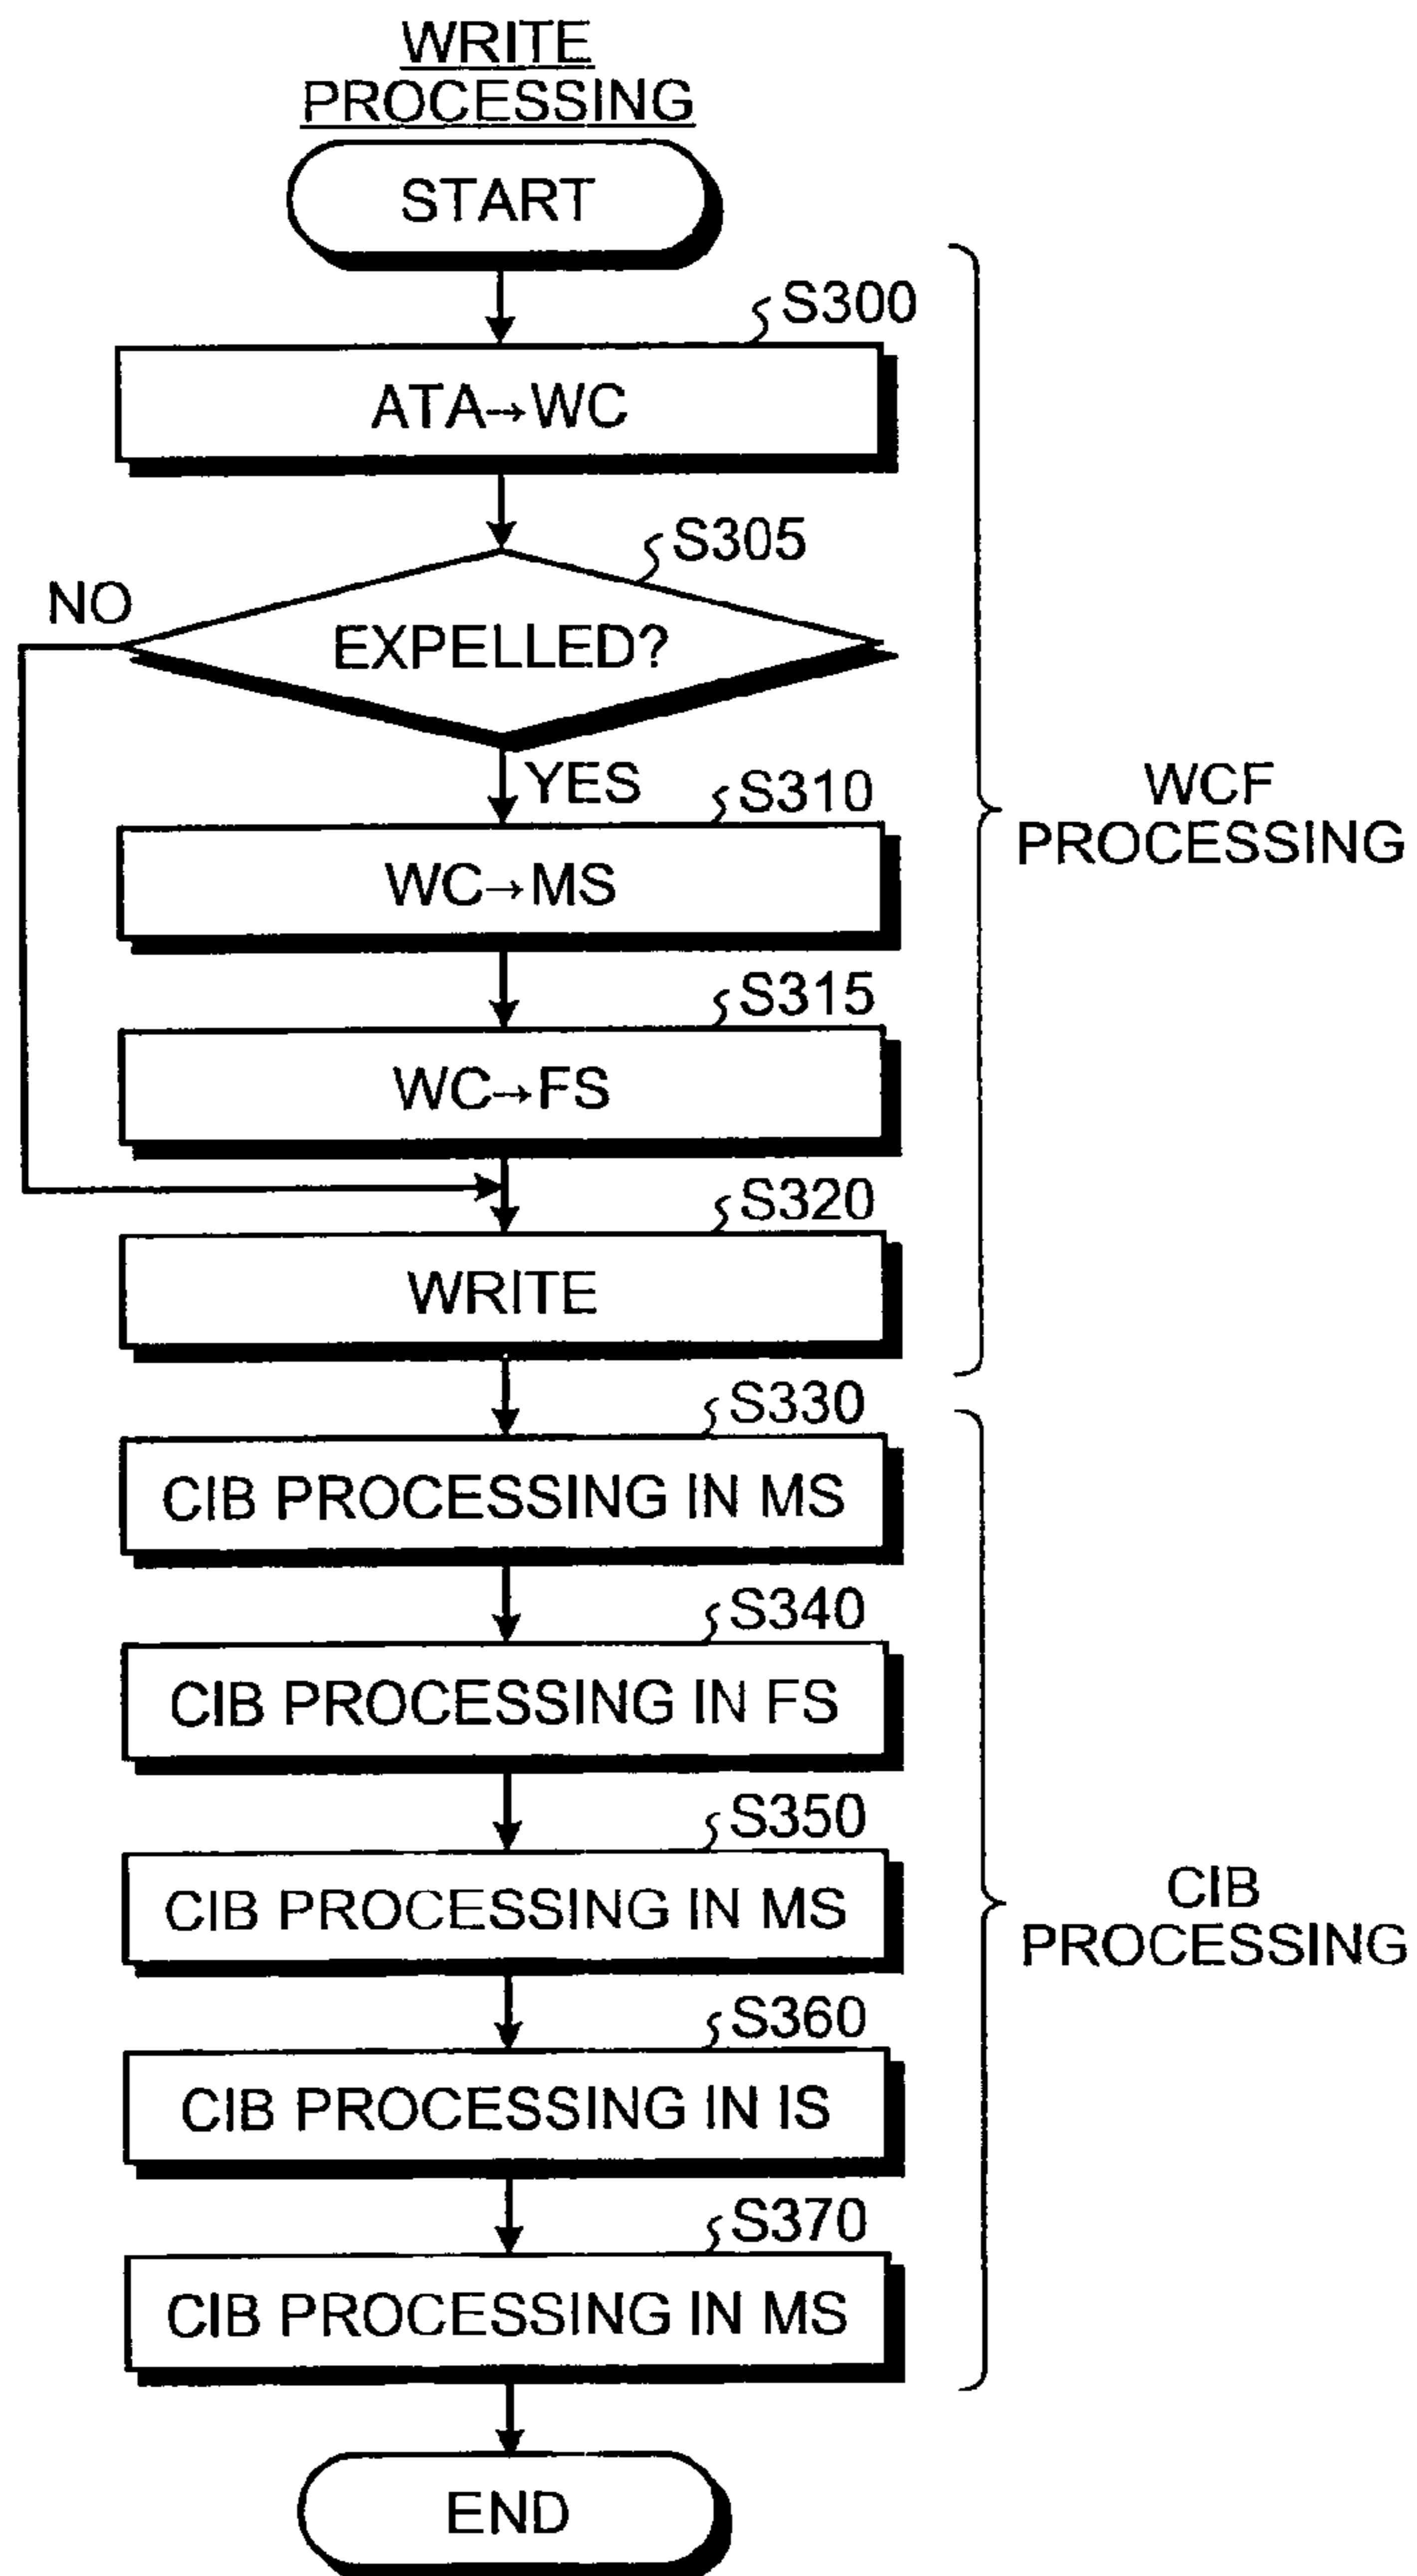 WRITE
PROCESSING
START
S300
ATA→WC
S305
NO
EXPELLED?
YES
S310
WC→MS
WCF
PROCESSING
S315
WC→FS
S320
WRITE
S330
CIB PROCESSING IN MS
S340
CIB PROCESSING IN FS
S350
CIB PROCESSING IN MS
CIB
PROCESSING
S360
CIB PROCESSING IN IS
S370
CIB PROCESSING IN MS
END